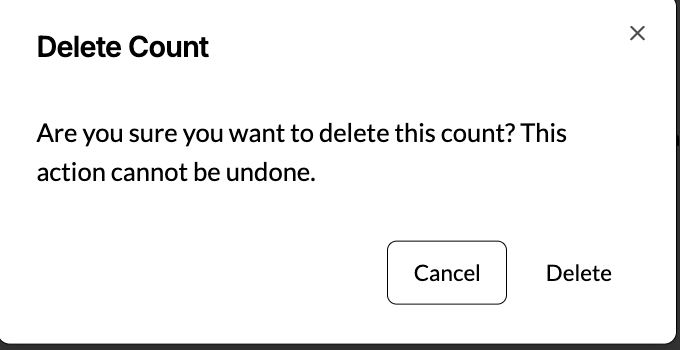 Delete Count
Are you sure you want to delete this count? This
action cannot be undone.
Cancel Delete